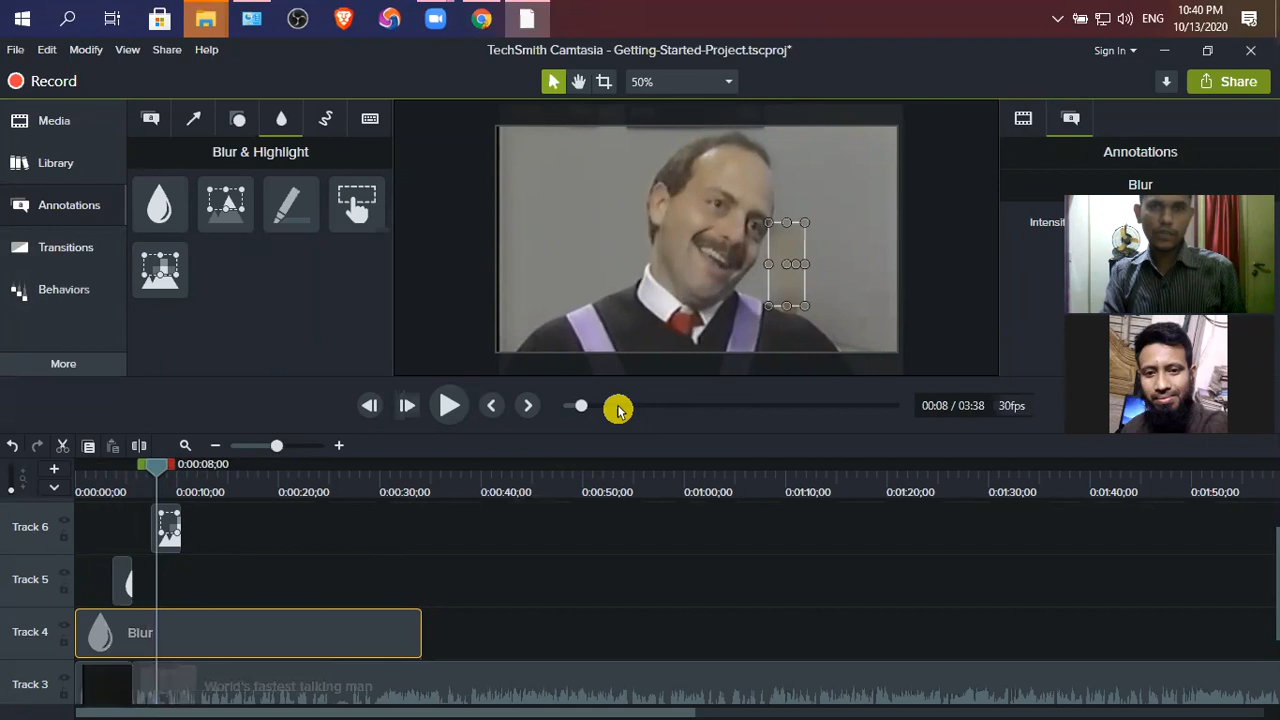 10:40 PM
ENG
10/13/2020
File Edit Modify View Share Help
TechSmith Camtasia - Getting-Started-Project.tscproj*
Sign In
Record
50%
Share
Media
Library
Annotations
Transitions
Behaviors
More
Blur & Highlight
Annotations
Blur
Intensi
00:08 / 03:38 30fps
0:00:08;00
0:00:00;00 0:00:10;00 0:00:20;00 0:00:30;00 0:00:40;00 0:00:50;00 0:01:00;00 0:01:10;00 0:01:20;00 0:01:30;00 0:01:40;00 0:01:50;00
Track 6
Track 5
Track 4
Blur
Track 3
World's fastest talking man